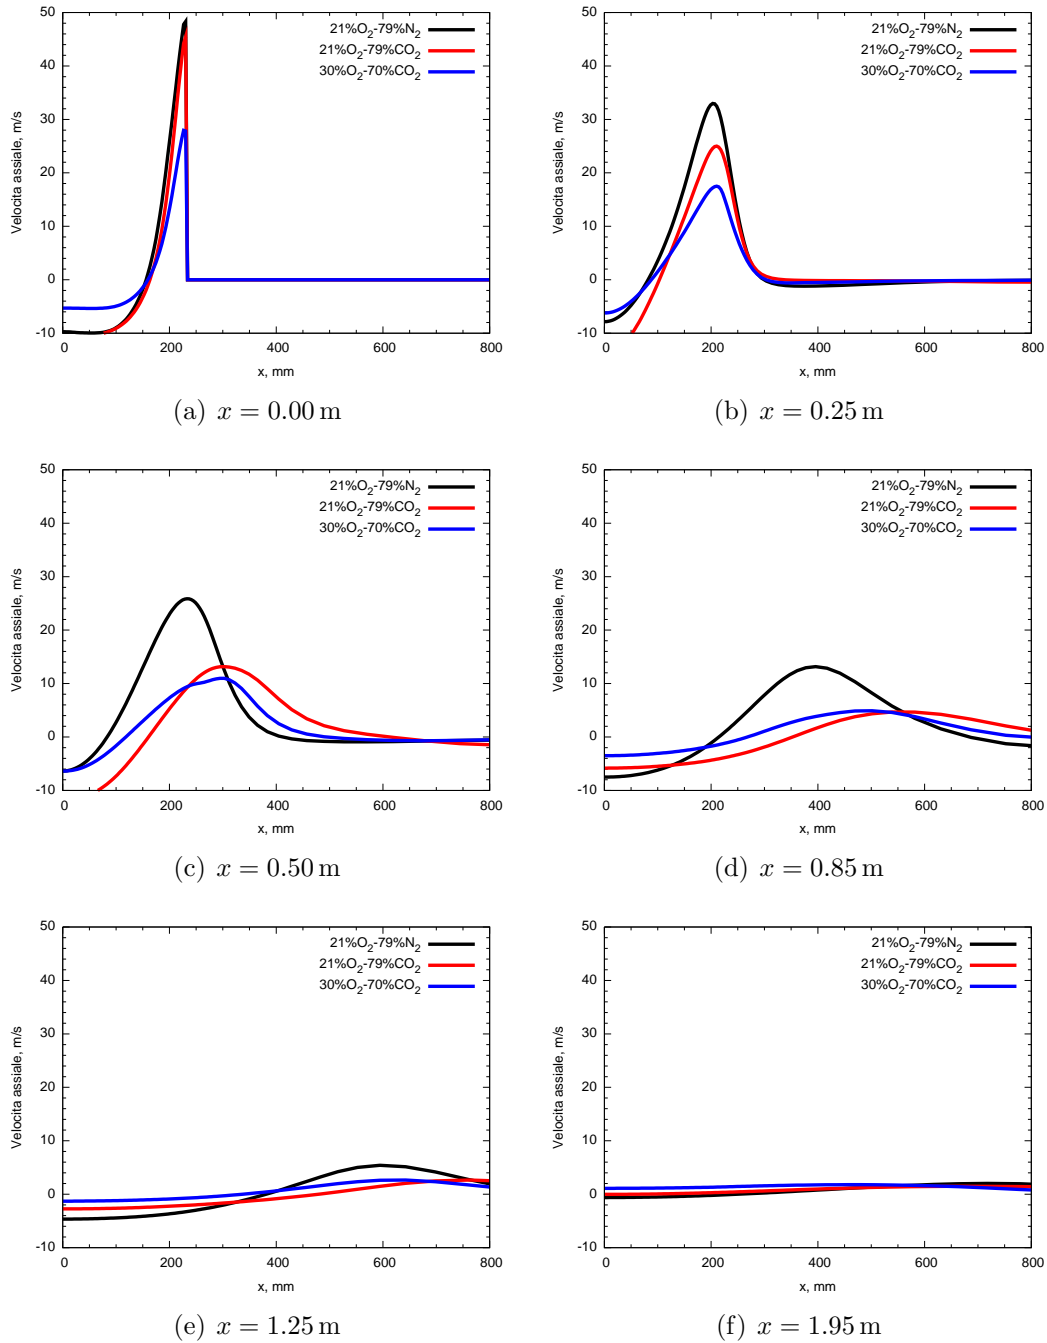 50
40
30
20
10
0
-10
0 200 400 600 800
Velocita assiale, m/s
x, mm
21%O₂-79%N₂
21%O₂-79%CO₂
30%O₂-70%CO₂
(a) x = 0.00 m
50
40
30
20
10
0
-10
0 200 400 600 800
Velocita assiale, m/s
x, mm
21%O₂-79%N₂
21%O₂-79%CO₂
30%O₂-70%CO₂
(b) x = 0.25 m
50
40
30
20
10
0
-10
0 200 400 600 800
Velocita assiale, m/s
x, mm
21%O₂-79%N₂
21%O₂-79%CO₂
30%O₂-70%CO₂
(c) x = 0.50 m
50
40
30
20
10
0
-10
0 200 400 600 800
Velocita assiale, m/s
x, mm
21%O₂-79%N₂
21%O₂-79%CO₂
30%O₂-70%CO₂
(d) x = 0.85 m
50
40
30
20
10
0
-10
0 200 400 600 800
Velocita assiale, m/s
x, mm
21%O₂-79%N₂
21%O₂-79%CO₂
30%O₂-70%CO₂
(e) x = 1.25 m
50
40
30
20
10
0
-10
0 200 400 600 800
Velocita assiale, m/s
x, mm
21%O₂-79%N₂
21%O₂-79%CO₂
30%O₂-70%CO₂
(f) x = 1.95 m